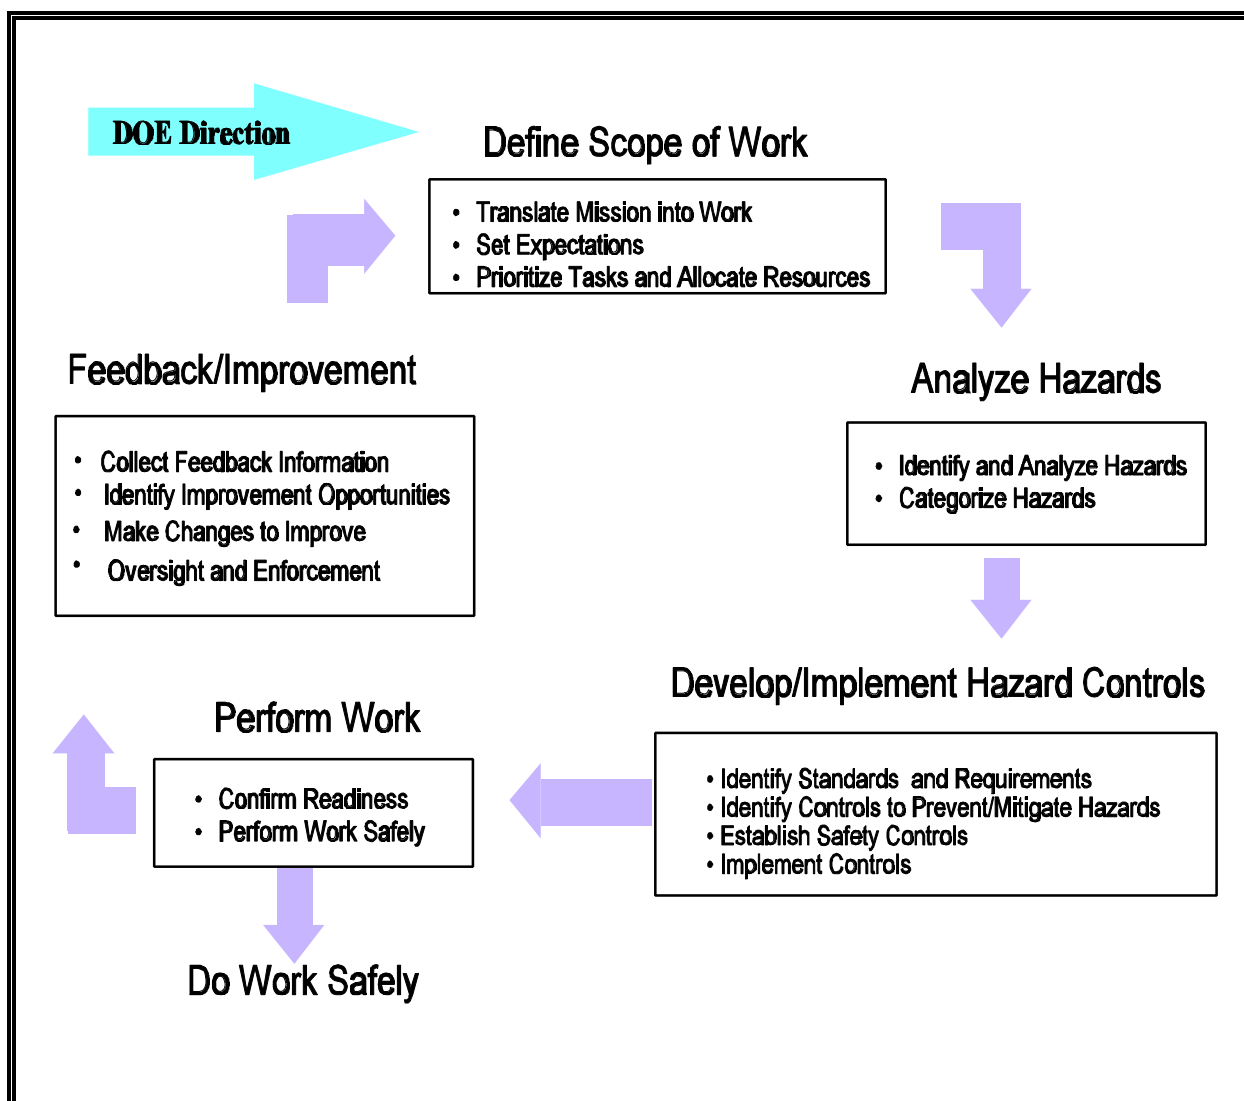 DOE Direction
Define Scope of Work
• Translate Mission into Work
• Set Expectations
• Prioritize Tasks and Allocate Resources
Analyze Hazards
• Identify and Analyze Hazards
• Categorize Hazards
Develop/Implement Hazard Controls
• Identify Standards and Requirements
• Identify Controls to Prevent/Mitigate Hazards
• Establish Safety Controls
• Implement Controls
Perform Work
• Confirm Readiness
• Perform Work Safely
Do Work Safely
Feedback/Improvement
• Collect Feedback Information
• Identify Improvement Opportunities
• Make Changes to Improve
• Oversight and Enforcement